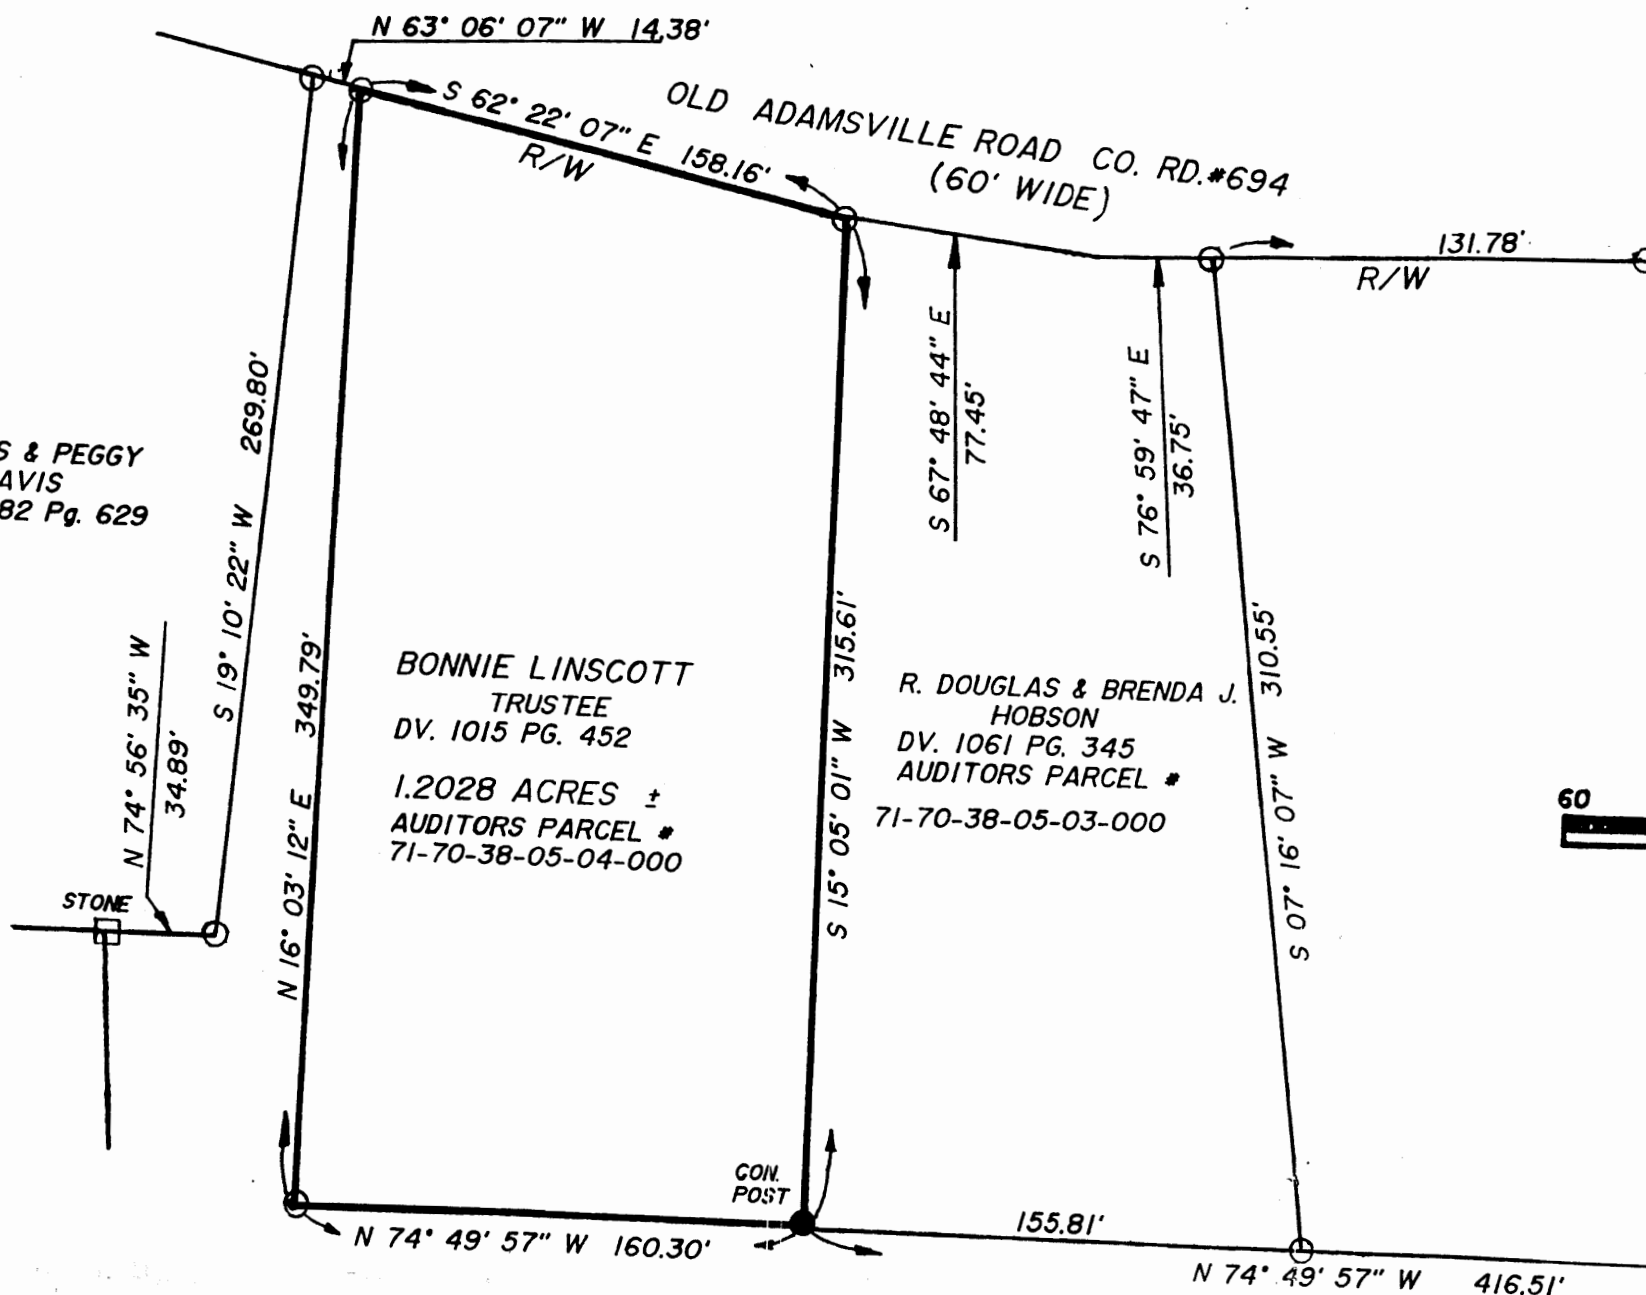 N 63° 06' 07" W 14.38'
S 62° 22' 07" E 158.16'
R/W
OLD ADAMSVILLE ROAD CO. RD.#694
(60' WIDE)
131.78'
R/W
S 67° 48' 44" E
77.45'
S 76° 59' 47" E
36.75'
S & PEGGY
AVIS
82 Pg. 629
S 19° 10' 22" W 269.80'
N 74° 56' 35" W
34.89'
STONE
N 16° 03' 12" E 349.79'
BONNIE LINSCOTT
TRUSTEE
DV. 1015 PG. 452
1.2028 ACRES ±
AUDITORS PARCEL #
71-70-38-05-04-000
S 15° 05' 01" W 315.61'
R. DOUGLAS & BRENDA J.
HOBSON
DV. 1061 PG. 345
AUDITORS PARCEL #
71-70-38-05-03-000
S 07° 16' 07" W 310.55'
60
CON.
POST
N 74° 49' 57" W 160.30'
155.81'
N 74° 49' 57" W 416.51'